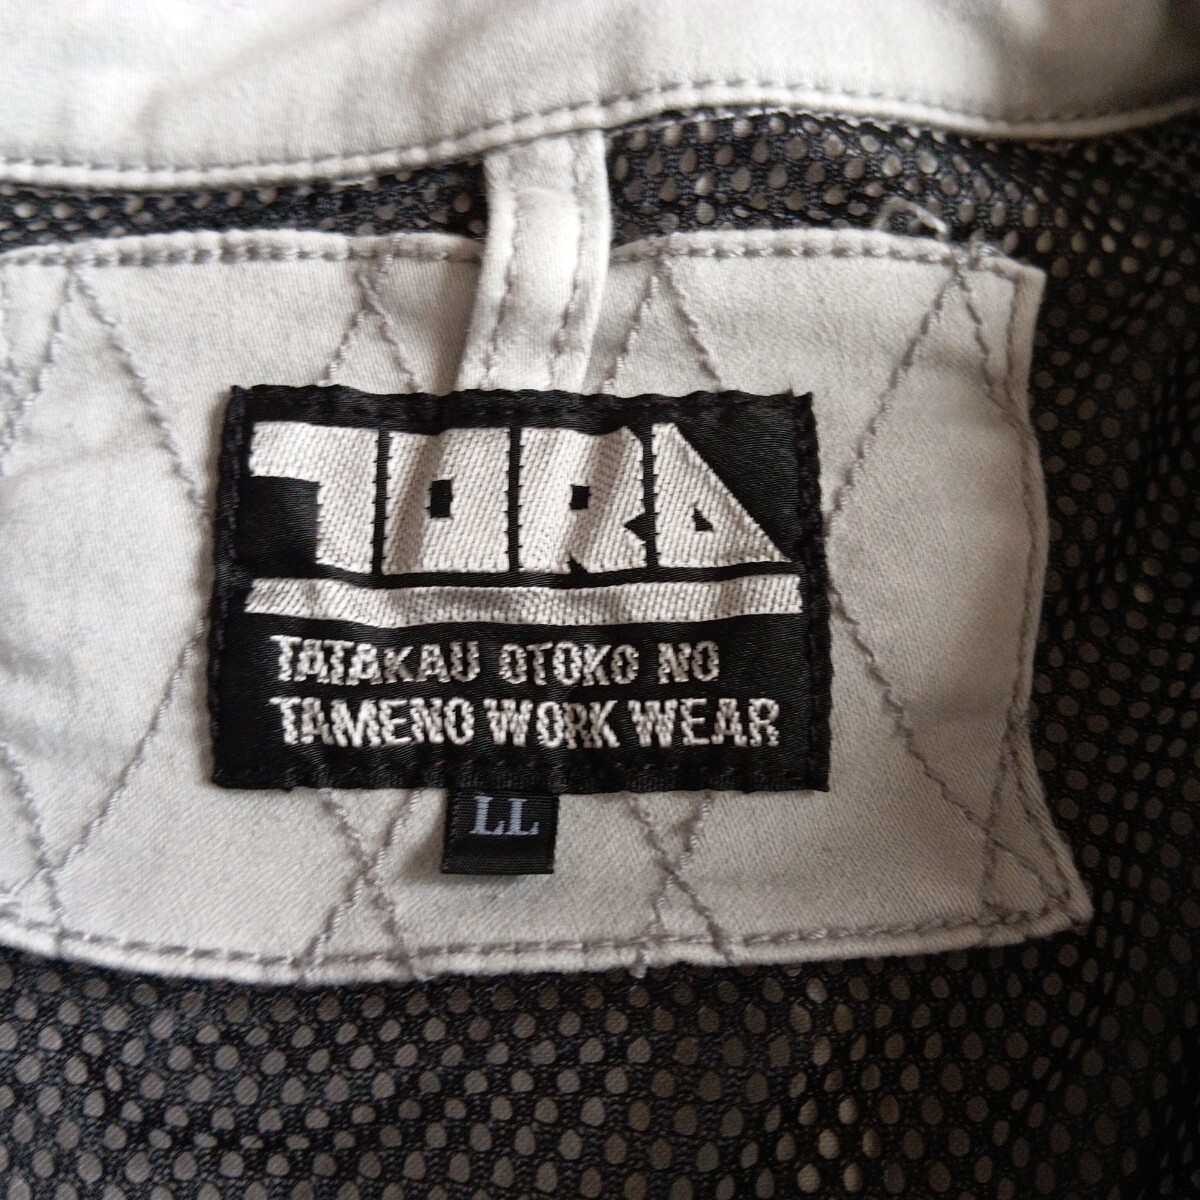 TORA
TATAKAU OTOKO NO
TAMENO WORK WEAR
LL